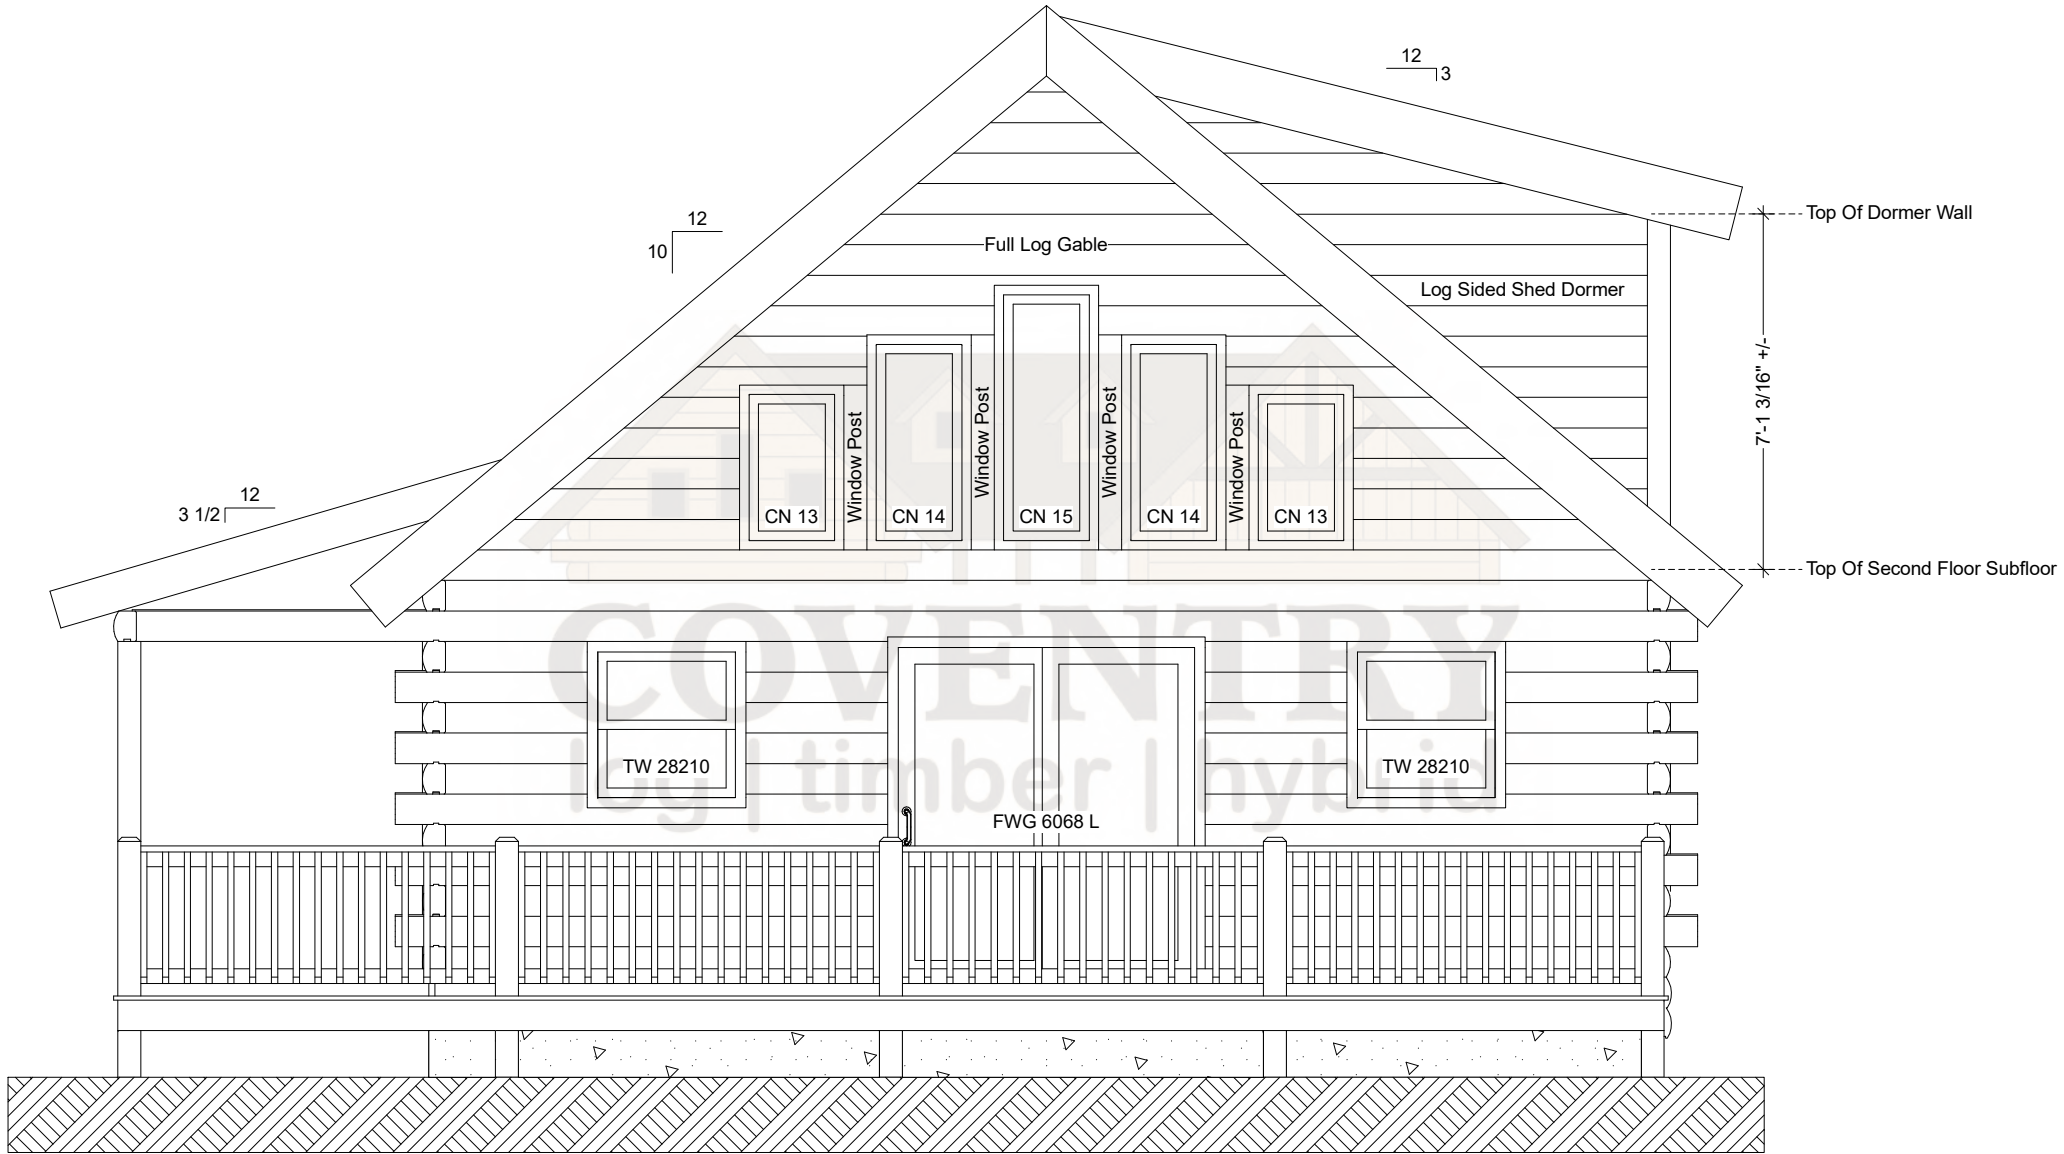 12
3
12
10
Top Of Dormer Wall
Full Log Gable
Log Sided Shed Dormer
7'-1 3/16" +/-
12
3 1/2
CN 13
Window Post
CN 14
Window Post
CN 15
Window Post
CN 14
Window Post
CN 13
Top Of Second Floor Subfloor
COVENTRY
log | timber | hybrid
TW 28210
TW 28210
FWG 6068 L